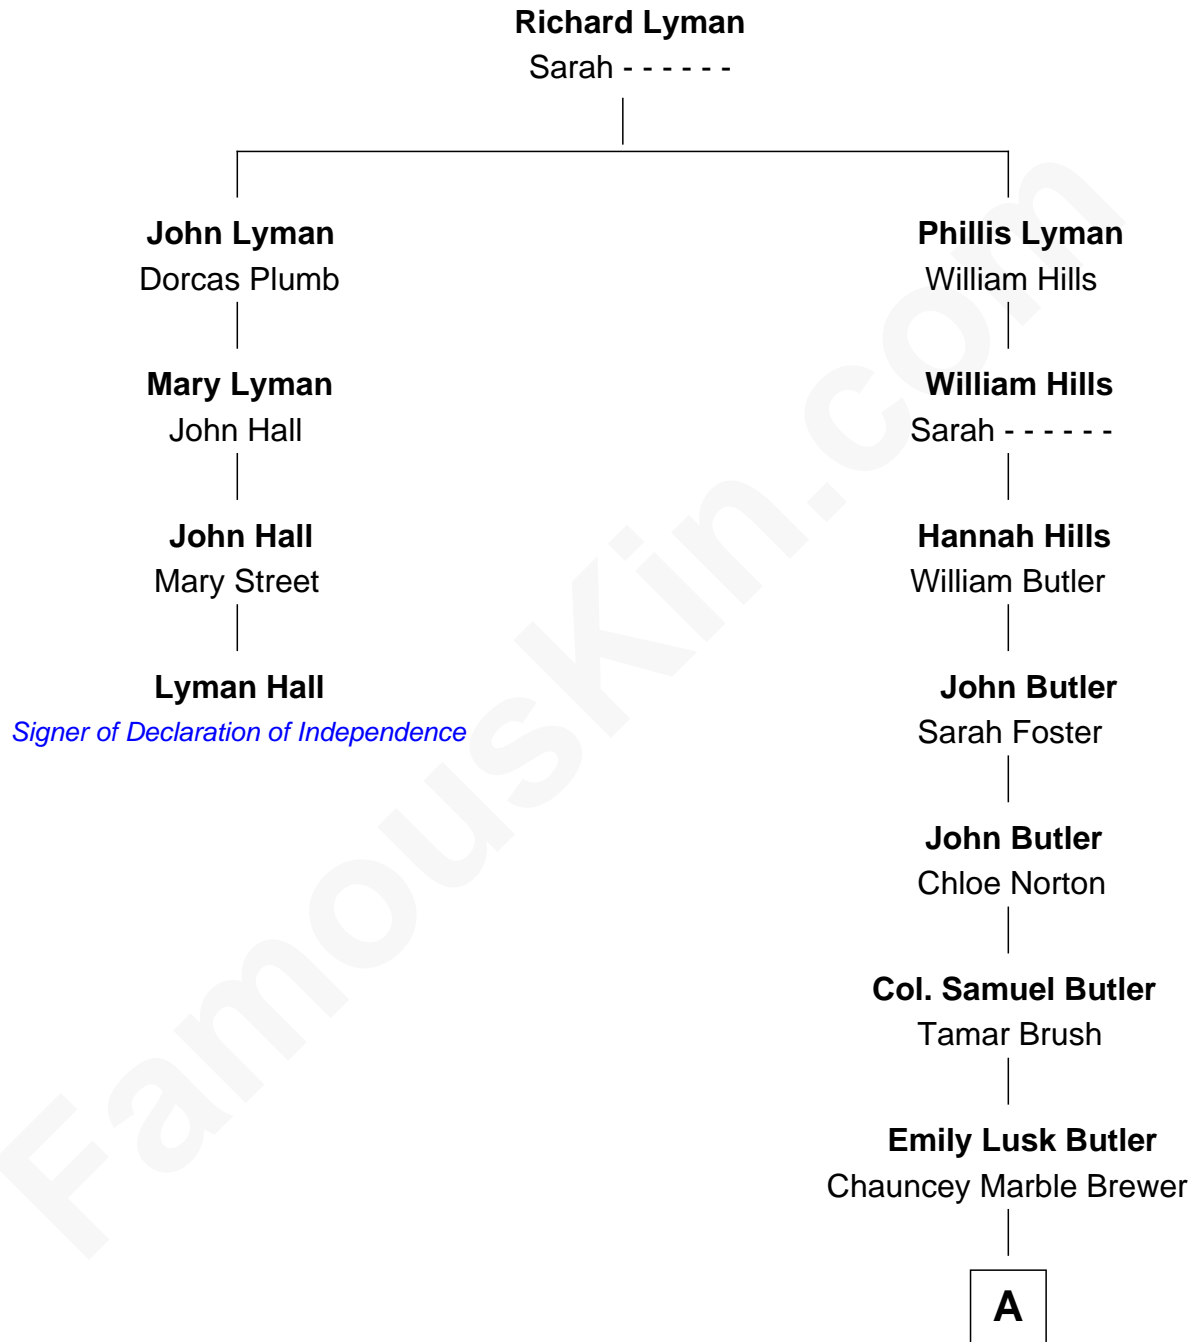 Richard Lyman
Sarah - - - - - -
John Lyman
Dorcas Plumb
Mary Lyman
John Hall
John Hall
Mary Street
Lyman Hall
Signer of Declaration of Independence
Phillis Lyman
William Hills
William Hills
Sarah - - - - - -
Hannah Hills
William Butler
John Butler
Sarah Foster
John Butler
Chloe Norton
Col. Samuel Butler
Tamar Brush
Emily Lusk Butler
Chauncey Marble Brewer
A
FamousKin.com